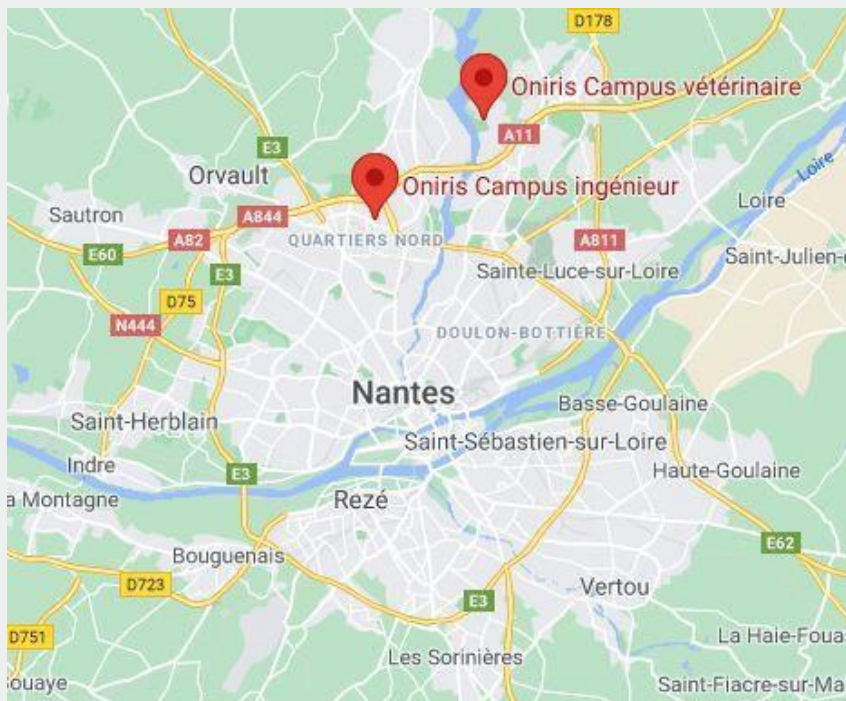 D178
Oniris Campus vétérinaire
A11
E3
Orvault
Oniris Campus ingénieur
Sautron
A844
Loire
Loire
A82
QUARTIERS NORD
A811
E60
E3
Sainte-Luce-sur-Loire
Saint-Julien-d
D75
N444
DOULON-BOTTIÈRE
Nantes
Basse-Goulaine
Saint-Herblain
Saint-Sébastien-sur-Loire
Indre
E3
Haute-Goulaine
a Montagne
Rezé
E62
Bouguenais
D723
Vertou
E3
D751
La Haie-Fouas
Les Sorinières
Souaye
Saint-Fiacre-sur-Ma